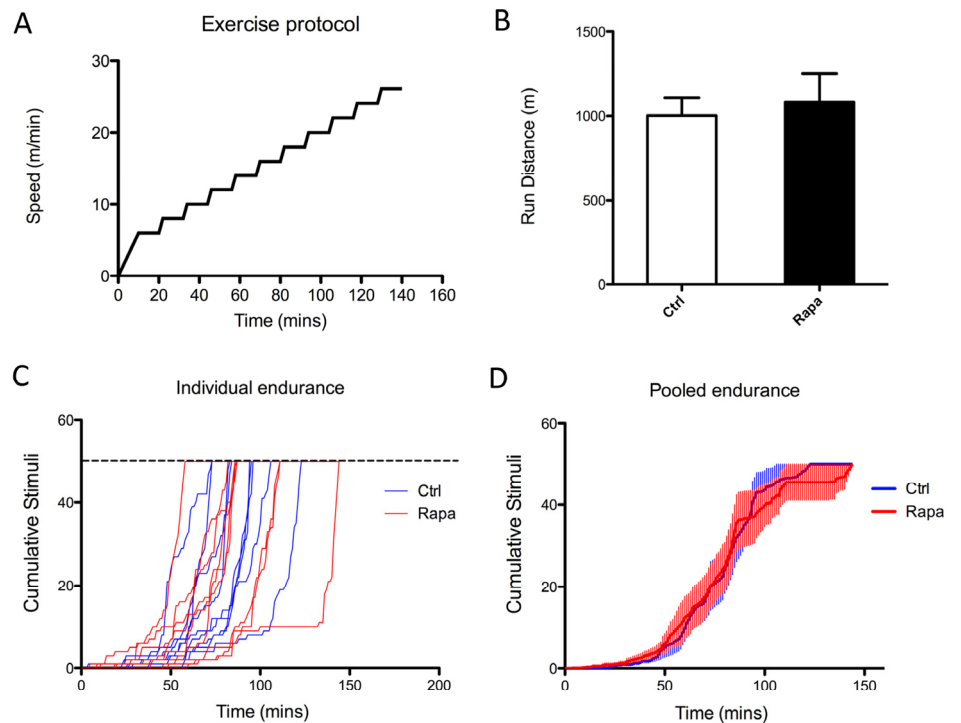 A
Exercise protocol
30
20
10
0
Speed (m/min)
0 20 40 60 80 100 120 140 160
Time (mins)
B
1500
1000
500
0
Run Distance (m)
Ctrl
Rapa
C
Individual endurance
60
40
20
0
Cumulative Stimuli
Ctrl
Rapa
0 50 100 150 200
Time (mins)
D
Pooled endurance
60
40
20
0
Cumulative Stimuli
Ctrl
Rapa
0 50 100 150
Time (mins)